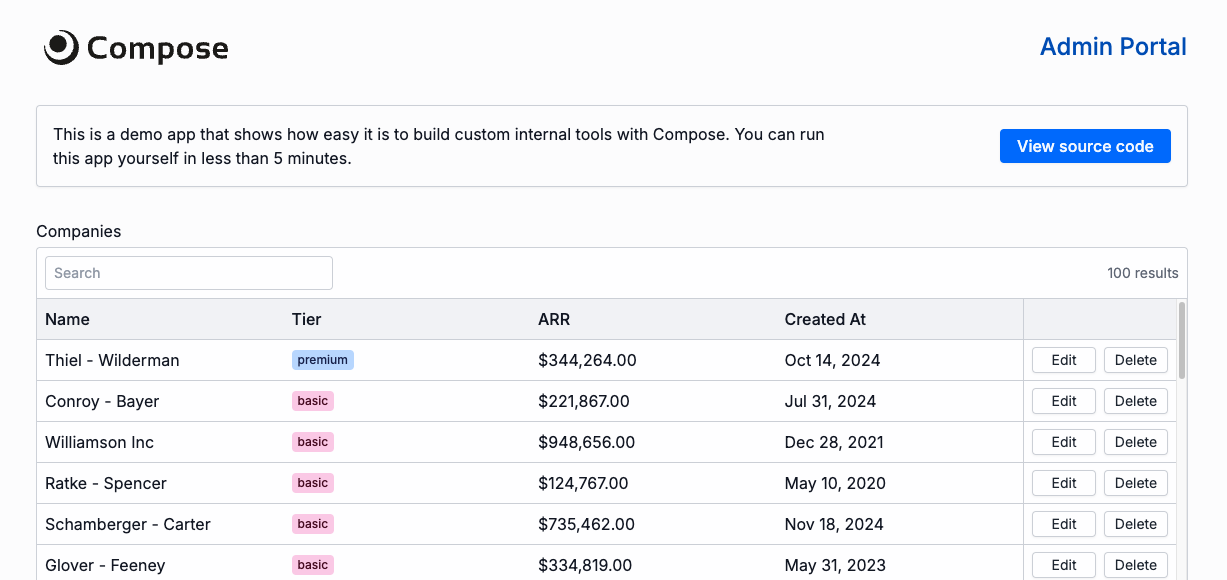 Compose
Admin Portal
This is a demo app that shows how easy it is to build custom internal tools with Compose. You can run
this app yourself in less than 5 minutes.
View source code
Companies
Search
100 results
Name Tier ARR Created At
Thiel - Wilderman premium $344,264.00 Oct 14, 2024 Edit Delete
Conroy - Bayer basic $221,867.00 Jul 31, 2024 Edit Delete
Williamson Inc basic $948,656.00 Dec 28, 2021 Edit Delete
Ratke - Spencer basic $124,767.00 May 10, 2020 Edit Delete
Schamberger - Carter basic $735,462.00 Nov 18, 2024 Edit Delete
Glover - Feeney basic $334,819.00 May 31, 2023 Edit Delete